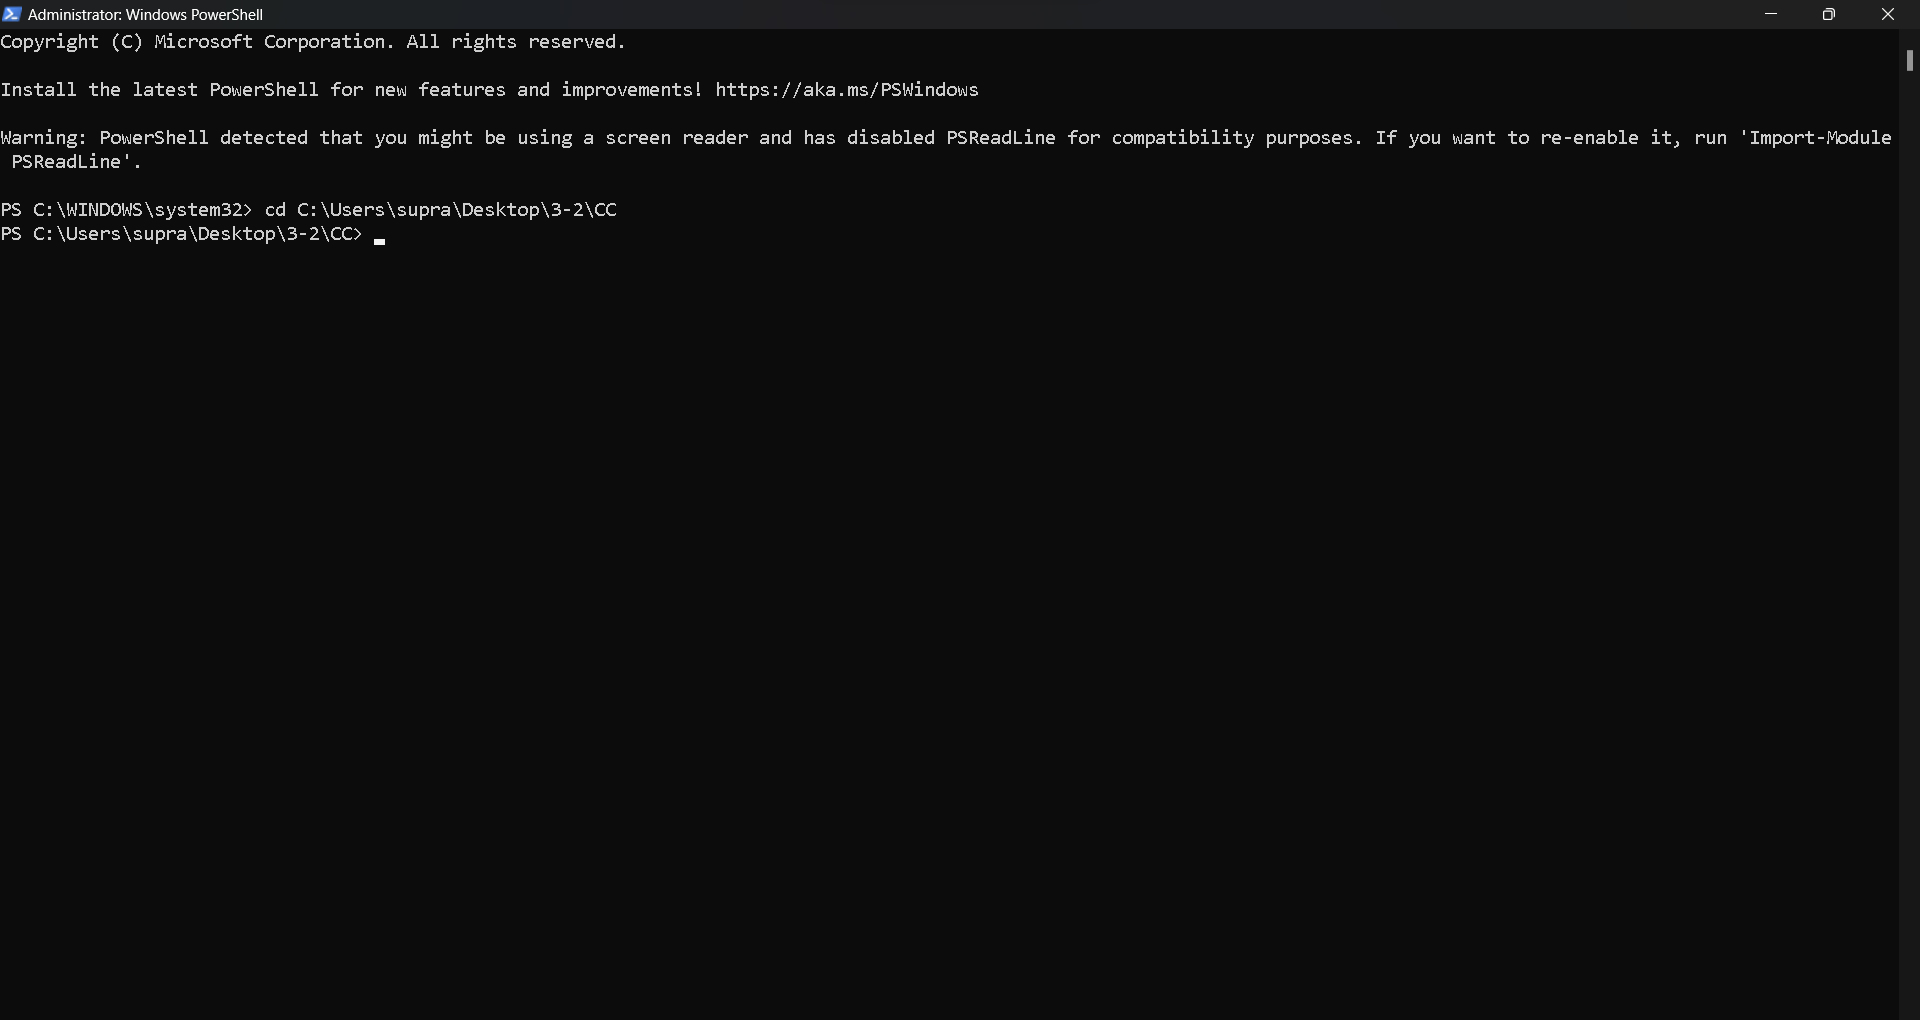 Administrator: Windows PowerShell
Copyright (C) Microsoft Corporation. All rights reserved.
Install the latest PowerShell for new features and improvements! https://aka.ms/PSWindows
Warning: PowerShell detected that you might be using a screen reader and has disabled PSReadLine for compatibility purposes. If you want to re-enable it, run 'Import-Module
PSReadLine'.
PS C:\WINDOWS\system32> cd C:\Users\supra\Desktop\3-2\CC
PS C:\Users\supra\Desktop\3-2\CC>